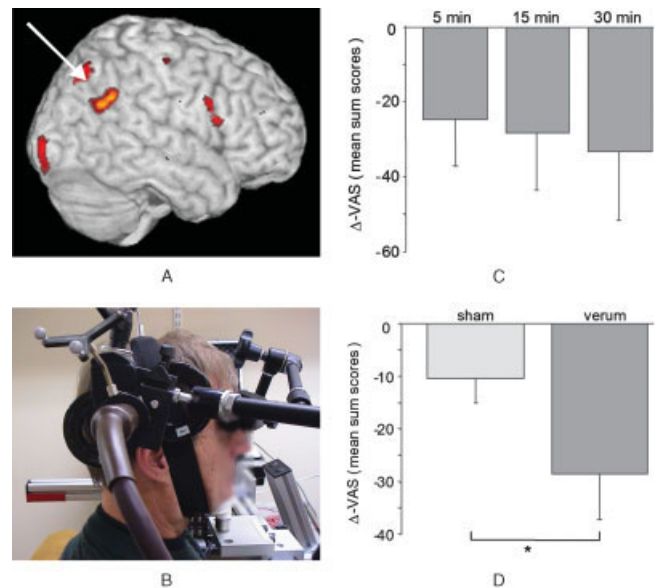 A
5 min 15 min 30 min
0
-20
-40
-60
Δ-VAS ( mean sum scores )
C
B
sham verum
0
-10
-20
-30
-40
Δ-VAS ( mean sum scores )
*
D